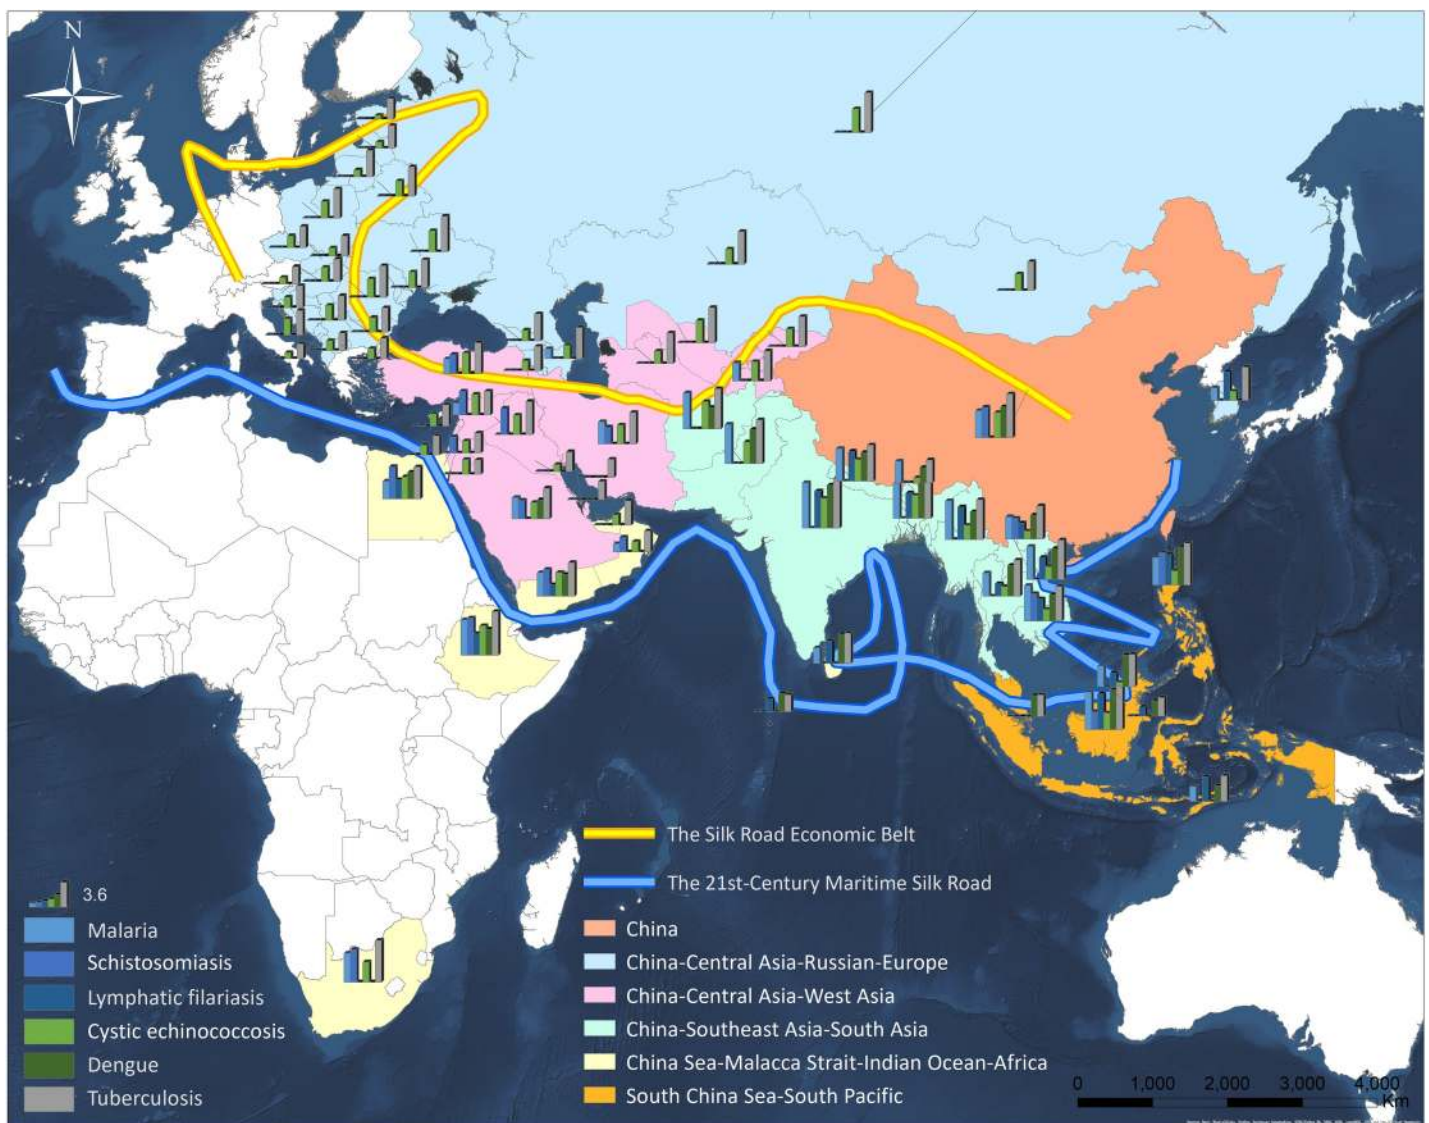 N
The Silk Road Economic Belt
The 21st-Century Maritime Silk Road
3.6
Malaria
Schistosomiasis
Lymphatic filariasis
Cystic echinococcosis
Dengue
Tuberculosis
China
China-Central Asia-Russian-Europe
China-Central Asia-West Asia
China-Southeast Asia-South Asia
China Sea-Malacca Strait-Indian Ocean-Africa
South China Sea-South Pacific
0 1,000 2,000 3,000 4,000
Km